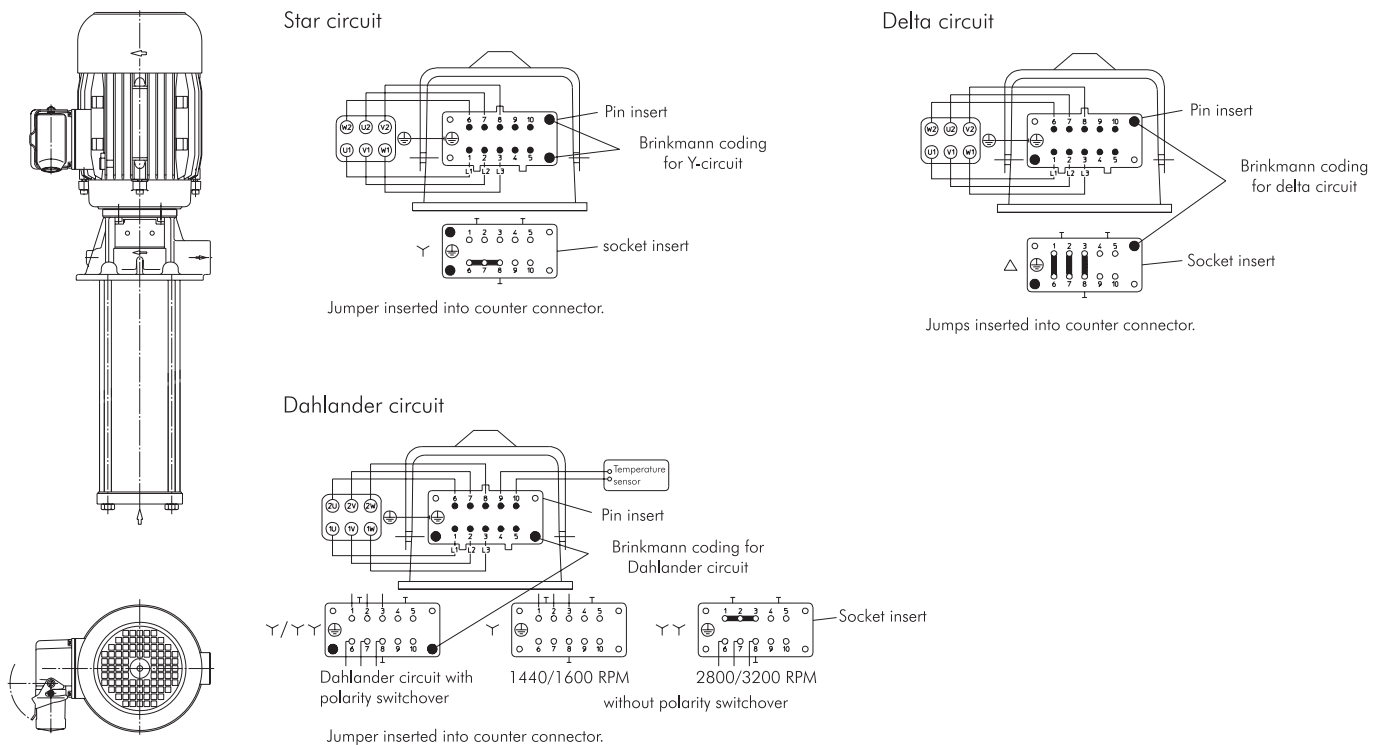 Star circuit
6 7 8 9 10
W2 U2 V2
U1 V1 W1
1 2 3 4 5
L1 L2 L3
Pin insert
Brinkmann coding
for Y-circuit
1 2 3 4 5
6 7 8 9 10
socket insert
Jumper inserted into counter connector.
Delta circuit
6 7 8 9 10
W2 U2 V2
U1 V1 W1
1 2 3 4 5
L1 L2 L3
Pin insert
Brinkmann coding
for delta circuit
1 2 3 4 5
6 7 8 9 10
Socket insert
Jumps inserted into counter connector.
Dahlander circuit
Temperature
sensor
6 7 8 9 10
2U 2V 2W
1U 1V 1W
1 2 3 4 5
L1 L2 L3
Pin insert
Brinkmann coding for
Dahlander circuit
1 2 3 4 5
6 7 8 9 10
1 2 3 4 5
6 7 8 9 10
1 2 3 4 5
6 7 8 9 10
Socket insert
Dahlander circuit with
polarity switchover
1440/1600 RPM
2800/3200 RPM
without polarity switchover
Jumper inserted into counter connector.